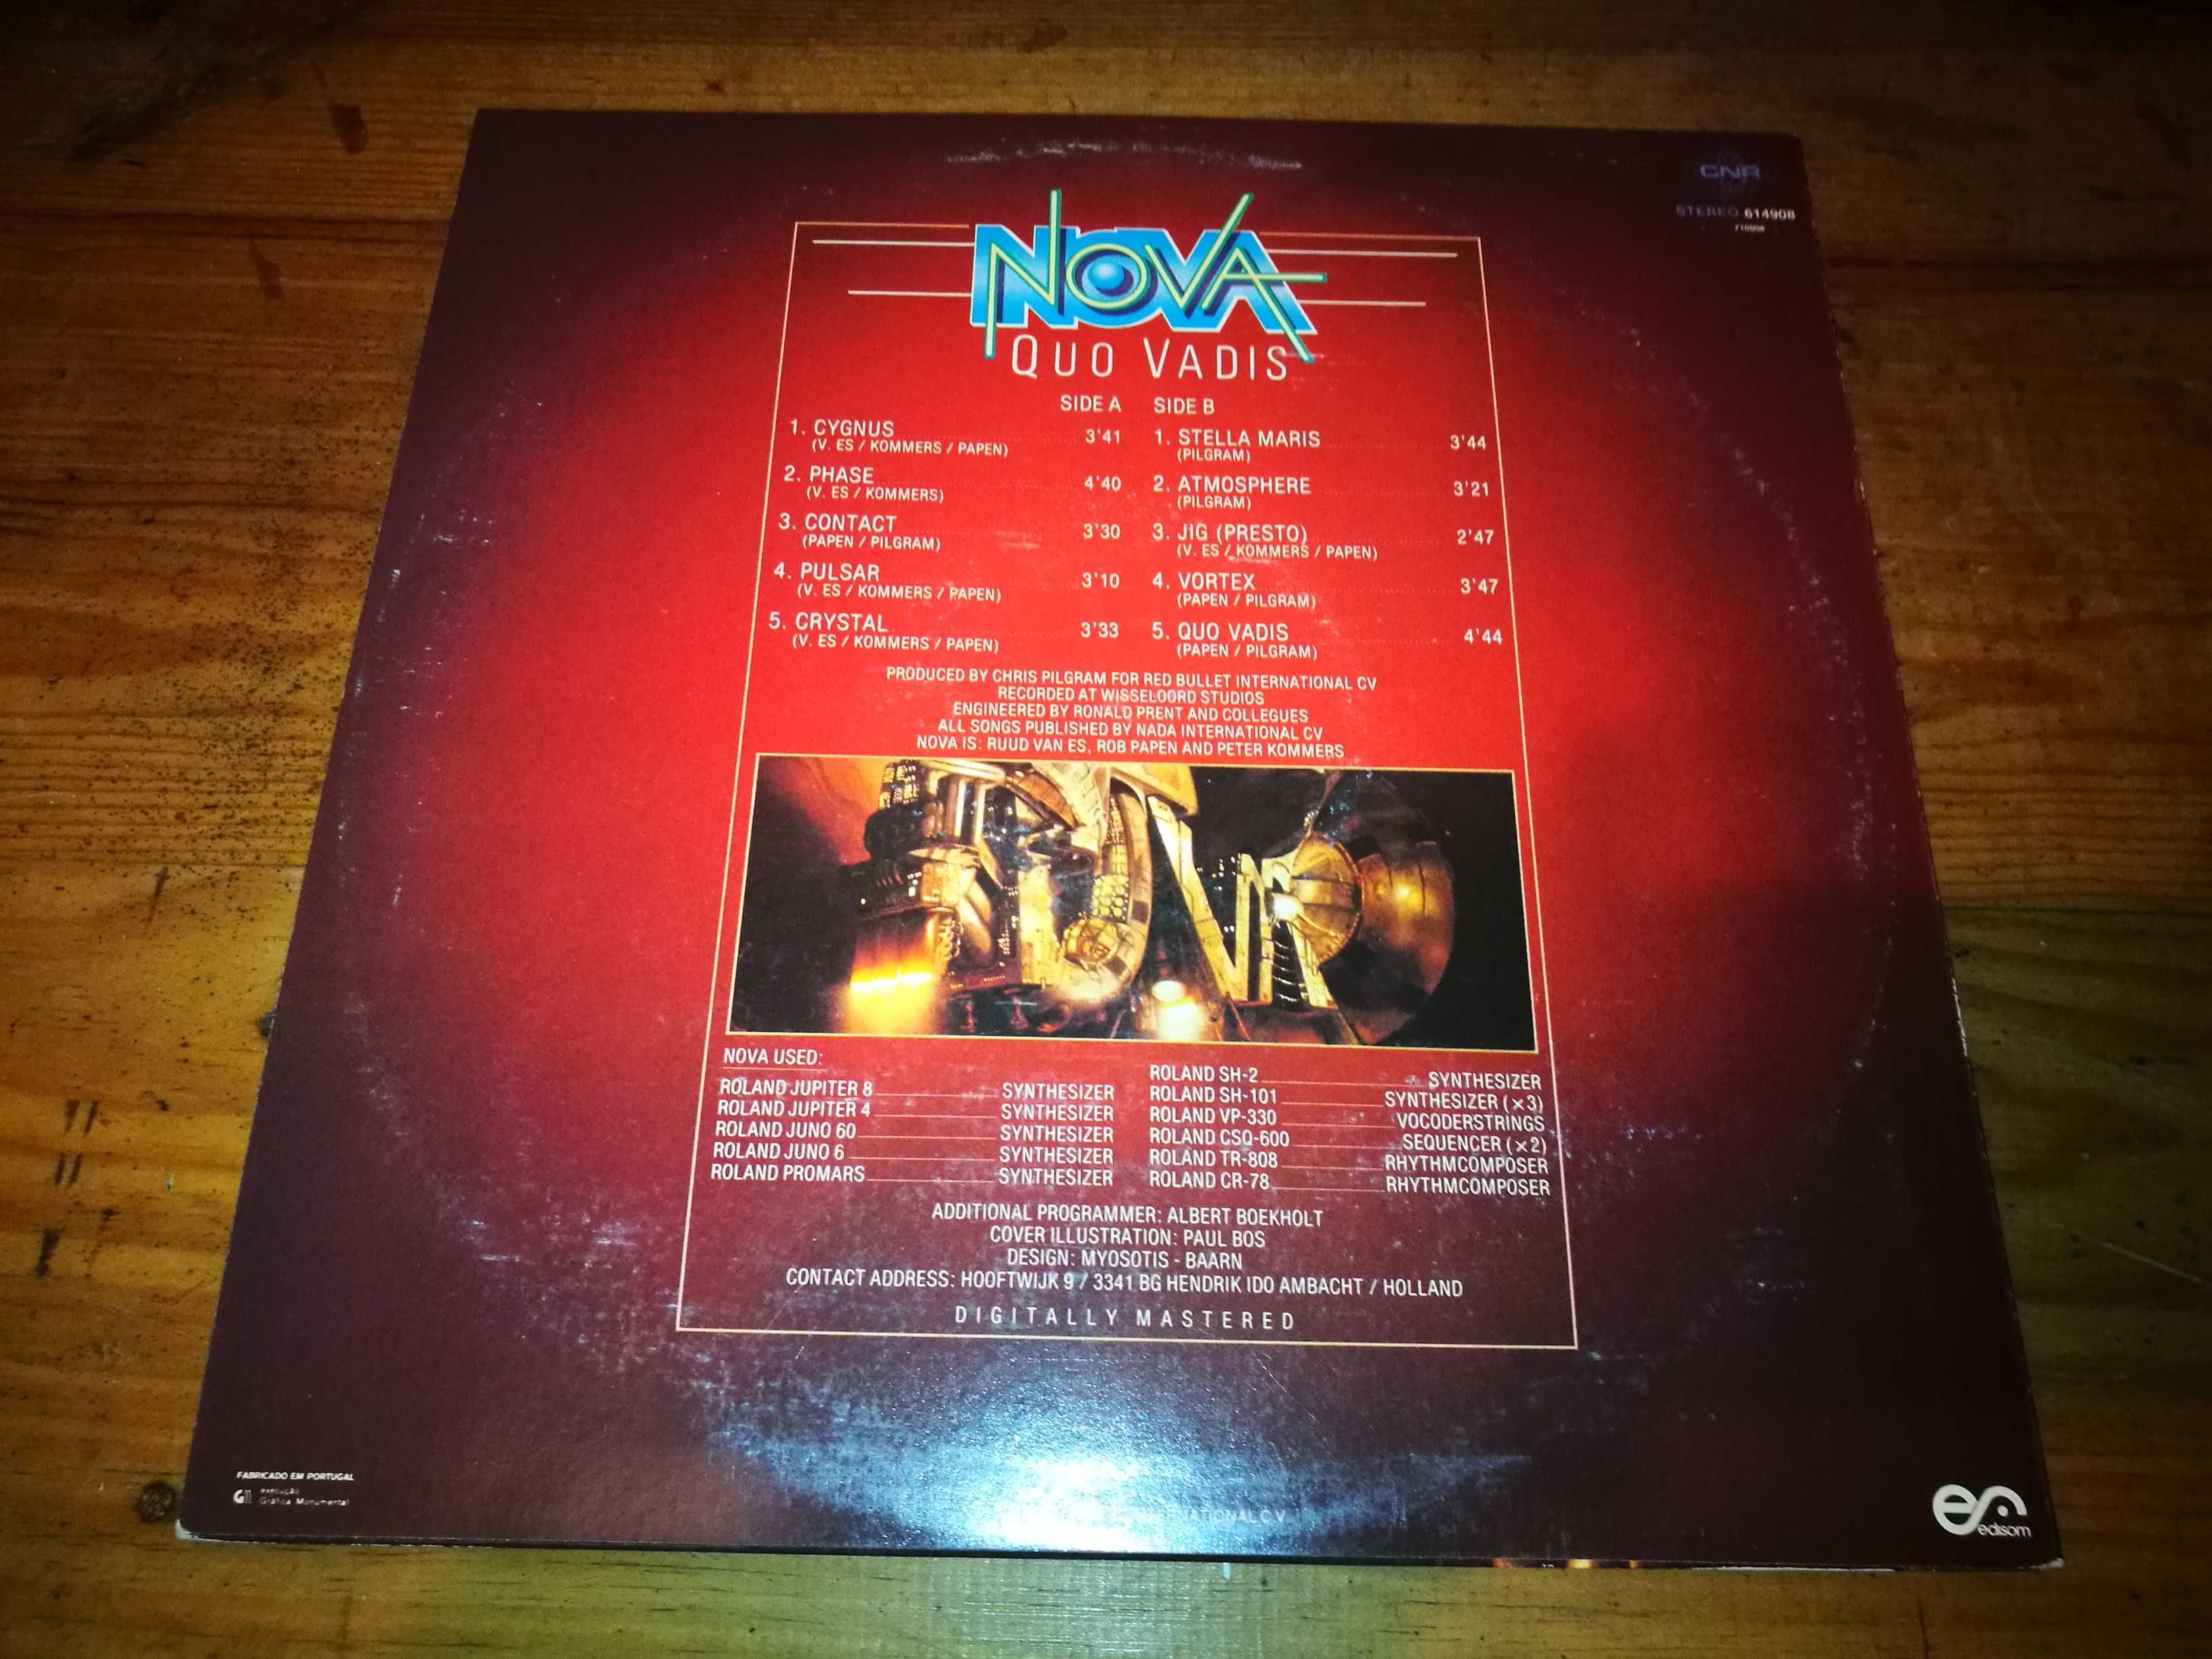 CNR
STEREO 614908
NOVA
QUO VADIS
SIDE A
1. CYGNUS 3'41
(V. ES / KOMMERS / PAPEN)
2. PHASE 4'40
(V. ES / KOMMERS)
3. CONTACT 3'30
(PAPEN / PILGRAM)
4. PULSAR 3'10
(V. ES / KOMMERS / PAPEN)
5. CRYSTAL 3'33
(V. ES / KOMMERS / PAPEN)
SIDE B
1. STELLA MARIS 3'44
(PILGRAM)
2. ATMOSPHERE 3'21
(PILGRAM)
3. JIG (PRESTO) 2'47
(V. ES / KOMMERS / PAPEN)
4. VORTEX 3'47
(PAPEN / PILGRAM)
5. QUO VADIS 4'44
(PAPEN / PILGRAM)
PRODUCED BY CHRIS PILGRAM FOR RED BULLET INTERNATIONAL CV
RECORDED AT WISSELOORD STUDIOS
ENGINEERED BY RONALD PRENT AND COLLEGUES
ALL SONGS PUBLISHED BY NADA INTERNATIONAL CV
NOVA IS: RUUD VAN ES, ROB PAPEN AND PETER KOMMERS
NOVA USED:
ROLAND JUPITER 8 SYNTHESIZER
ROLAND JUPITER 4 SYNTHESIZER
ROLAND JUNO 60 SYNTHESIZER
ROLAND JUNO 6 SYNTHESIZER
ROLAND PROMARS SYNTHESIZER
ROLAND SH-2 SYNTHESIZER
ROLAND SH-101 SYNTHESIZER (×3)
ROLAND VP-330 VOCODERSTRINGS
ROLAND CSQ-600 SEQUENCER (×2)
ROLAND TR-808 RHYTHMCOMPOSER
ROLAND CR-78 RHYTHMCOMPOSER
ADDITIONAL PROGRAMMER: ALBERT BOEKHOLT
COVER ILLUSTRATION: PAUL BOS
DESIGN: MYOSOTIS - BAARN
CONTACT ADDRESS: HOOFTWIJK 9 / 3341 BG HENDRIK IDO AMBACHT / HOLLAND
DIGITALLY MASTERED
FABRICADO EM PORTUGAL
execução
Gráfica Monumental
C.V.
edisom